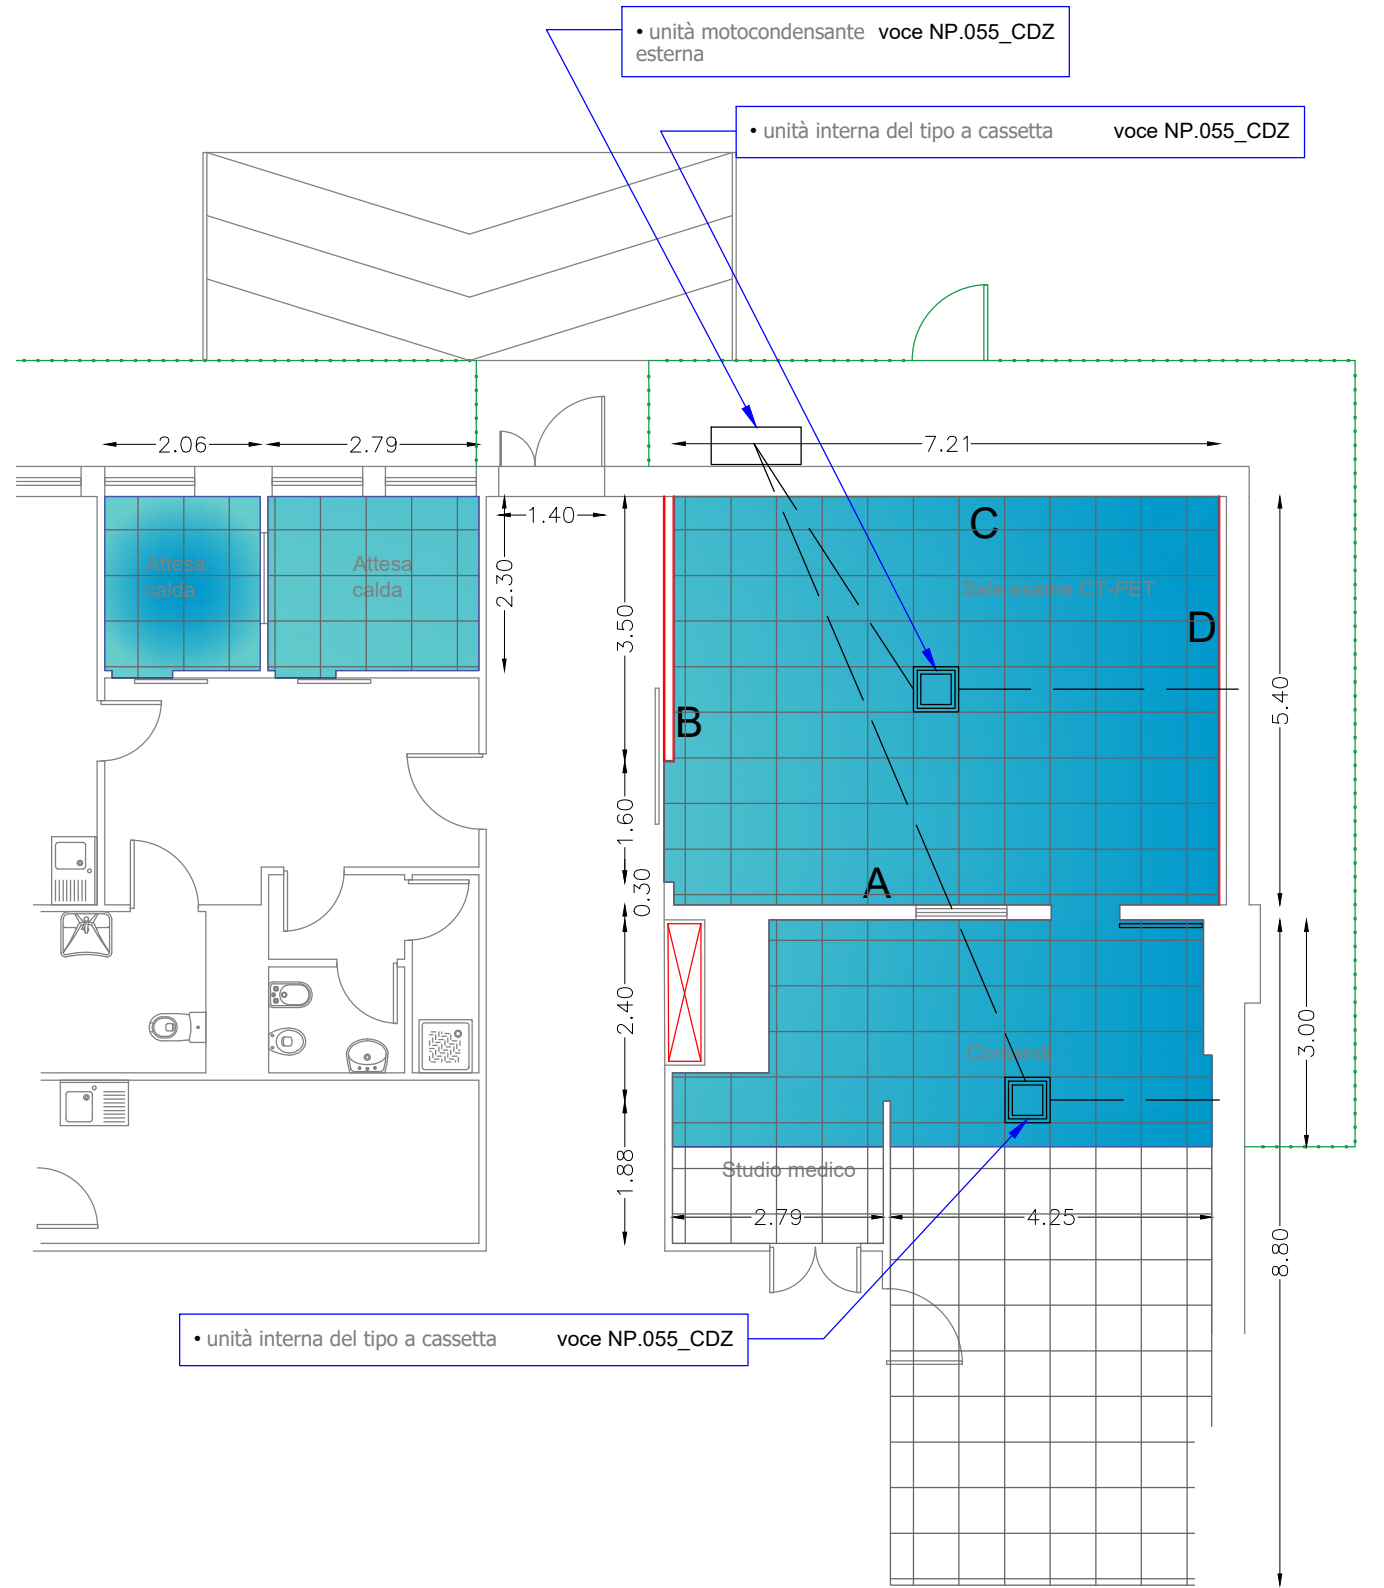 • unità motocondensante voce NP.055_CDZ
esterna
• unità interna del tipo a cassetta voce NP.055_CDZ
2.06
2.79
7.21
1.40
C
Attesa
calda
Attesa
calda
2.30
Sala esame CT-PET
3.50
D
5.40
B
1.60
A
0.30
2.40
3.00
Comandi
1.88
Studio medico
2.79
4.25
8.80
• unità interna del tipo a cassetta voce NP.055_CDZ